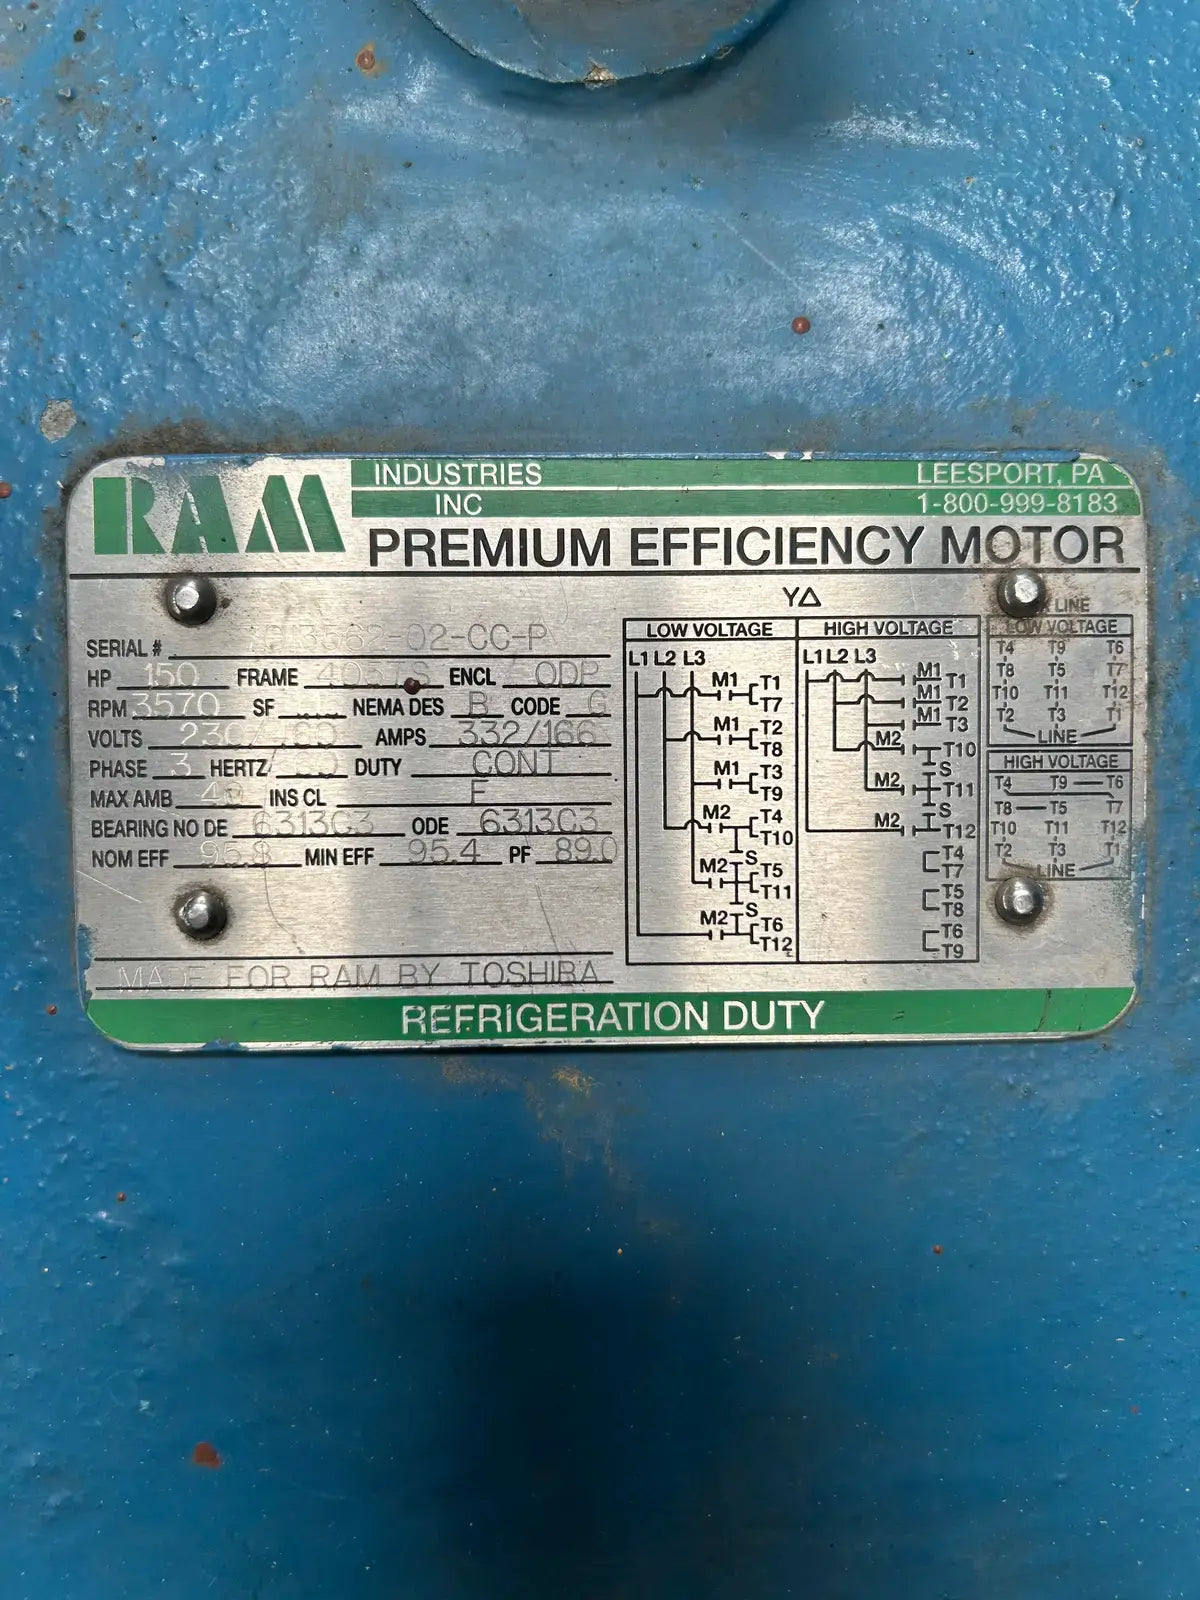 RAM
INDUSTRIES INC
LEESPORT, PA
1-800-999-8183
PREMIUM EFFICIENCY MOTOR
SERIAL # 02-CC-P
HP 150 FRAME ENCL ODP
RPM 3570 SF NEMA DES B CODE G
VOLTS AMPS 332/166
PHASE 3 HERTZ DUTY CONT
MAX AMB INS CL F
BEARING NO DE 6313C3 ODE 6313C3
NOM EFF 95.8 MIN EFF 95.4 PF 89.0
MADE FOR RAM BY TOSHIBA
Y△
LOW VOLTAGE
L1 L2 L3
M1 T1
T7
M1 T2
T8
M1 T3
T9
M2 T4
T10
S
M2 T5
T11
S
M2 T6
T12
HIGH VOLTAGE
L1 L2 L3
M1 T1
M1 T2
M1 T3
M2 T10
S
M2 T11
S
M2 T12
T4
T7
T5
T8
T6
T9
LINE
LOW VOLTAGE
T4 T9 T6
T8 T5 T7
T10 T11 T12
T2 T3 T1
LINE
HIGH VOLTAGE
T4 T9 T6
T8 T5 T7
T10 T11 T12
T2 T3 T1
LINE
REFRIGERATION DUTY